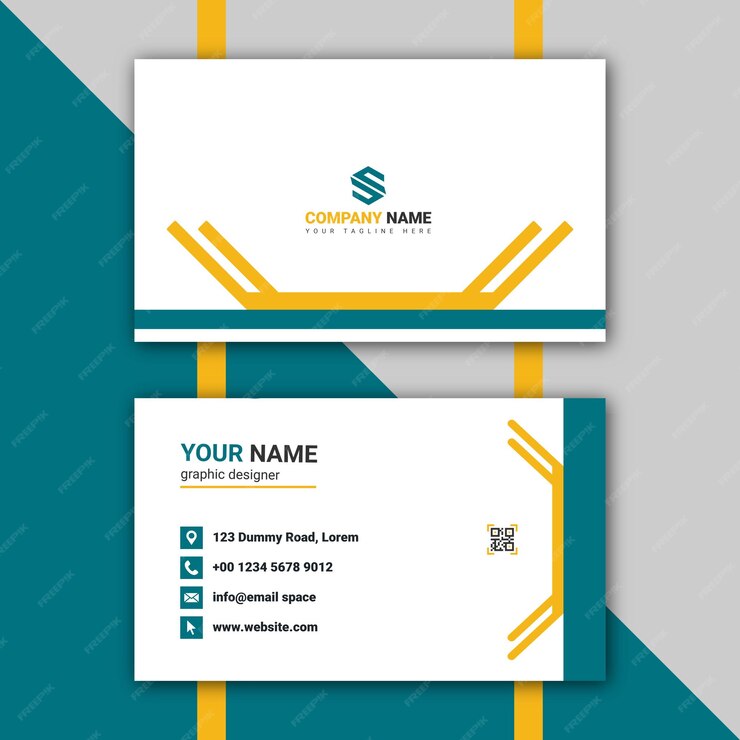 COMPANY NAME
YOUR TAGLINE HERE
YOUR NAME
graphic designer
123 Dummy Road, Lorem
+00 1234 5678 9012
info@email space
www.website.com
FREEPIK